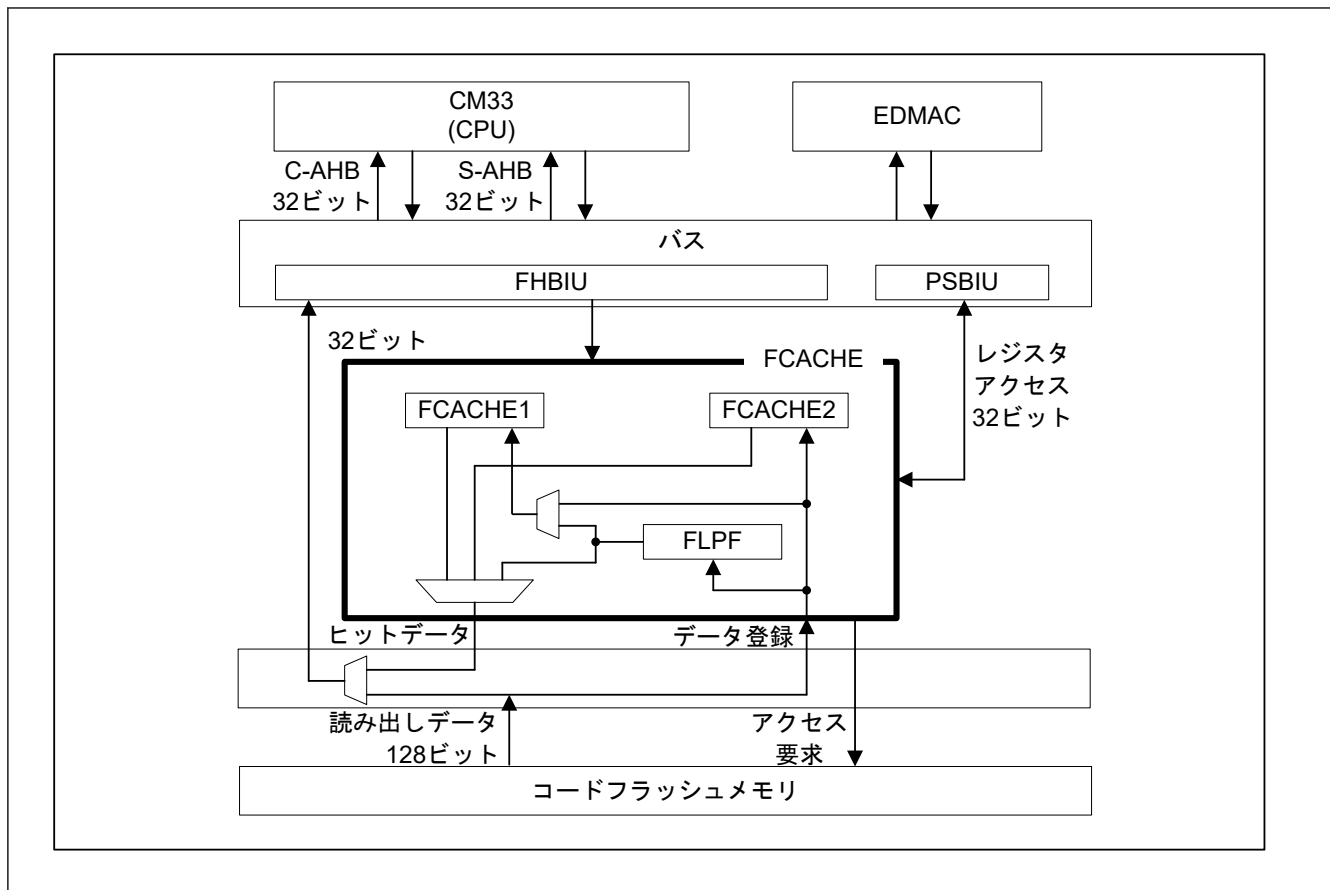 CM33
(CPU)
EDMAC
C-AHB
32ビット
S-AHB
32ビット
バス
FHBIU
PSBIU
32ビット
FCACHE
レジスタ
アクセス
32ビット
FCACHE1
FCACHE2
FLPF
ヒットデータ
データ登録
読み出しデータ
128ビット
アクセス
要求
コードフラッシュメモリ